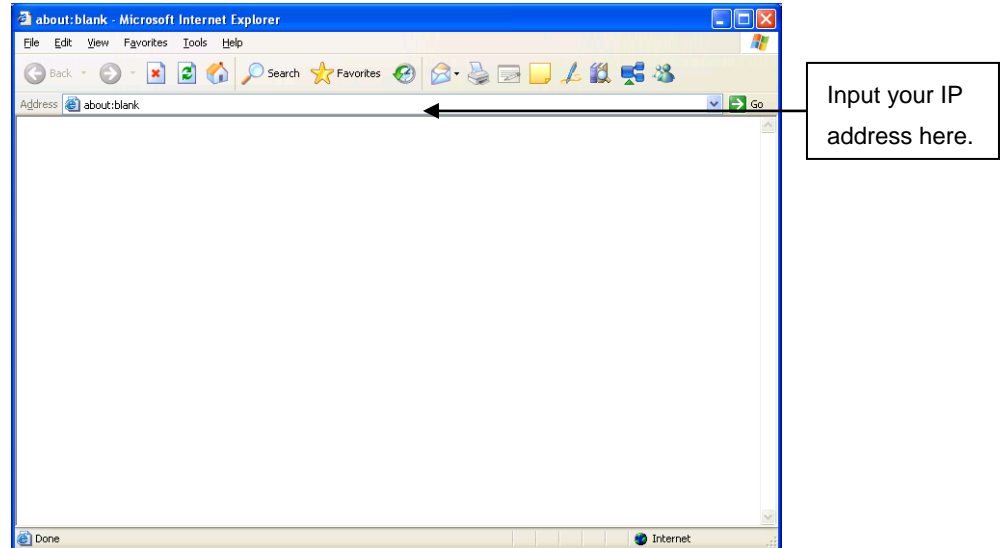 about:blank - Microsoft Internet Explorer
File Edit View Favorites Tools Help
Back Search Favorites
Address about:blank Go
Input your IP
address here.
Done Internet